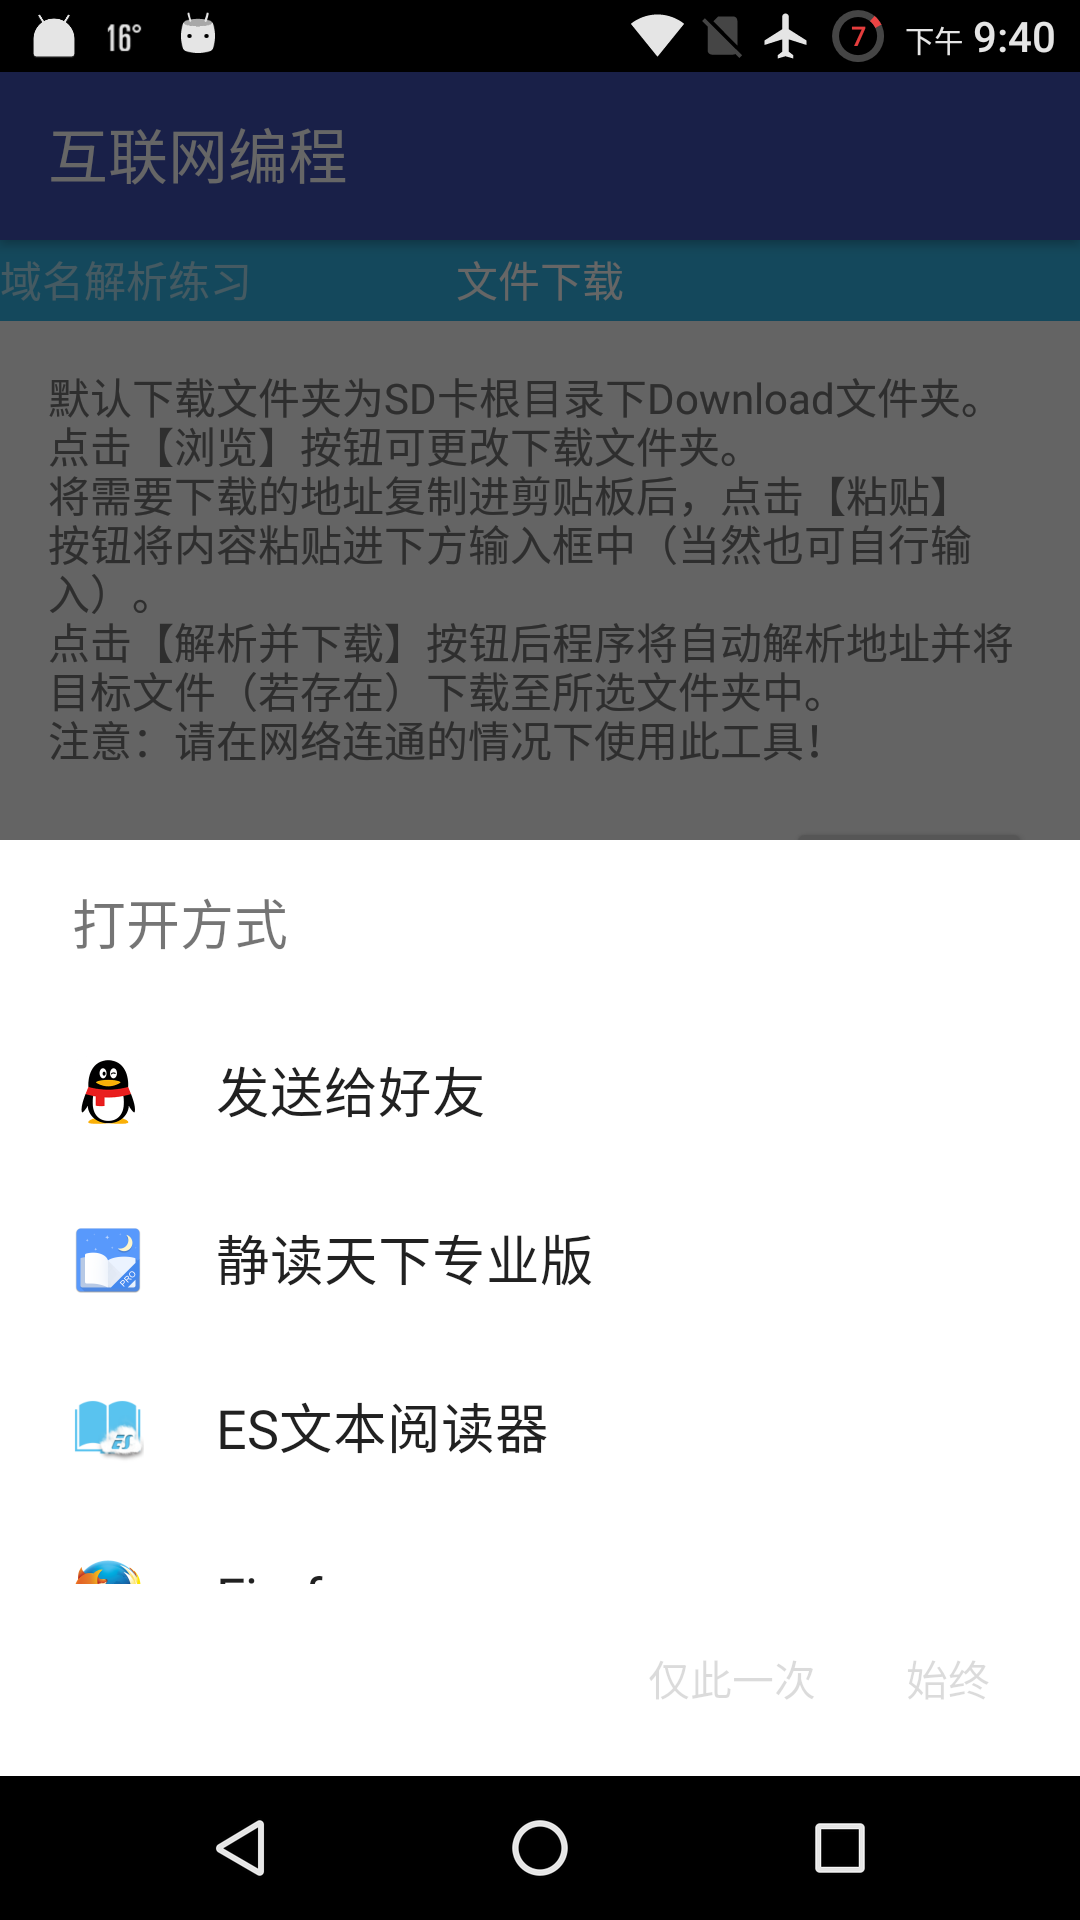 16°
7
下午 9:40
互联网编程
域名解析练习
文件下载
默认下载文件夹为SD卡根目录下Download文件夹。
点击【浏览】按钮可更改下载文件夹。
将需要下载的地址复制进剪贴板后，点击【粘贴】
按钮将内容粘贴进下方输入框中（当然也可自行输
入）。
点击【解析并下载】按钮后程序将自动解析地址并将
目标文件（若存在）下载至所选文件夹中。
注意：请在网络连通的情况下使用此工具！
打开方式
发送给好友
PRO
静读天下专业版
ES
ES文本阅读器
仅此一次
始终